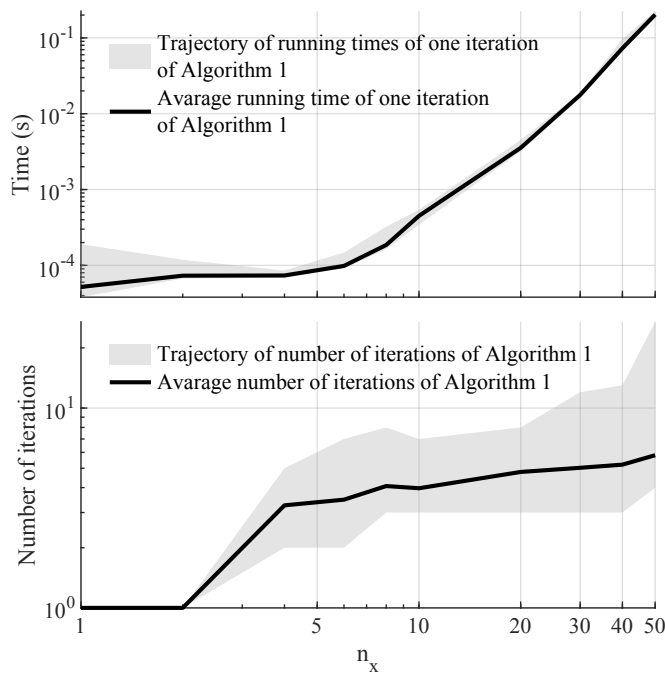 10^-1
10^-2
10^-3
10^-4
Time (s)
Trajectory of running times of one iteration
of Algorithm 1
Avarage running time of one iteration
of Algorithm 1
10^1
10^0
Number of iterations
Trajectory of number of iterations of Algorithm 1
Avarage number of iterations of Algorithm 1
1 5 10 20 30 40 50
n_x